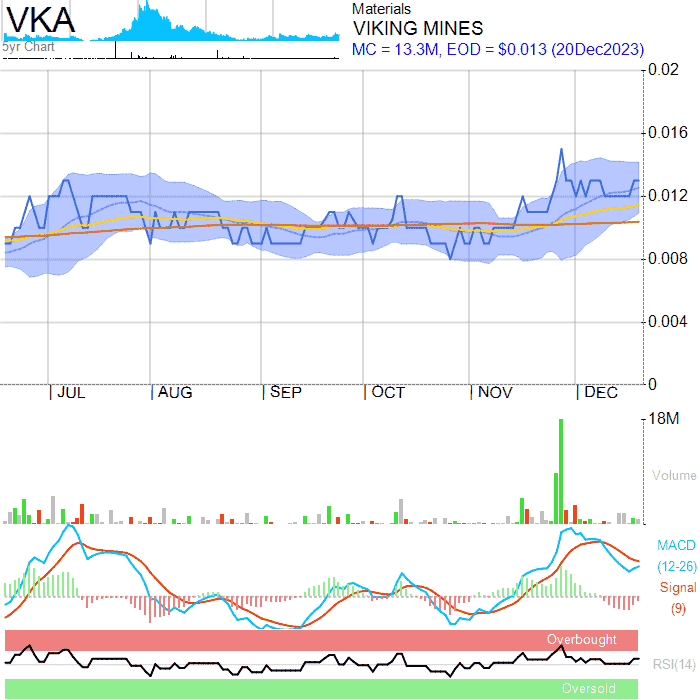 VKA
5yr Chart
Materials
VIKING MINES
MC = 13.3M, EOD = $0.013 (20Dec2023)
0.02
0.016
0.012
0.008
0.004
0
JUL AUG SEP OCT NOV DEC
18M
Volume
MACD
(12-26)
Signal
(9)
Overbought
RSI(14)
Oversold